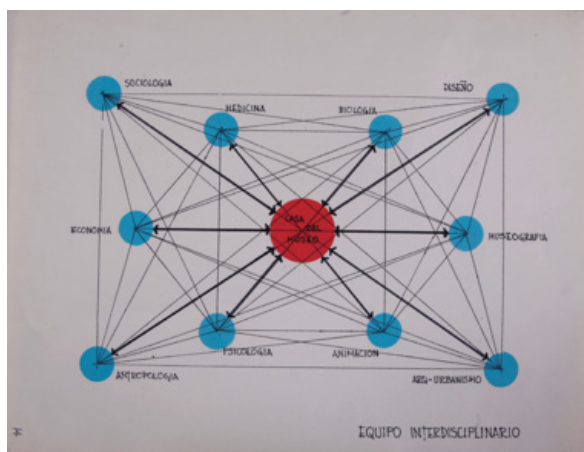 SOCIOLOGIA
DISEÑO
MEDICINA
BIOLOGIA
ECONOMIA
CASA
DEL
MUSEO
MUSEOGRAFIA
PSICOLOGIA
ANIMACION
ANTROPOLOGIA
ARQ-URBANISMO
EQUIPO INTERDISCIPLINARIO